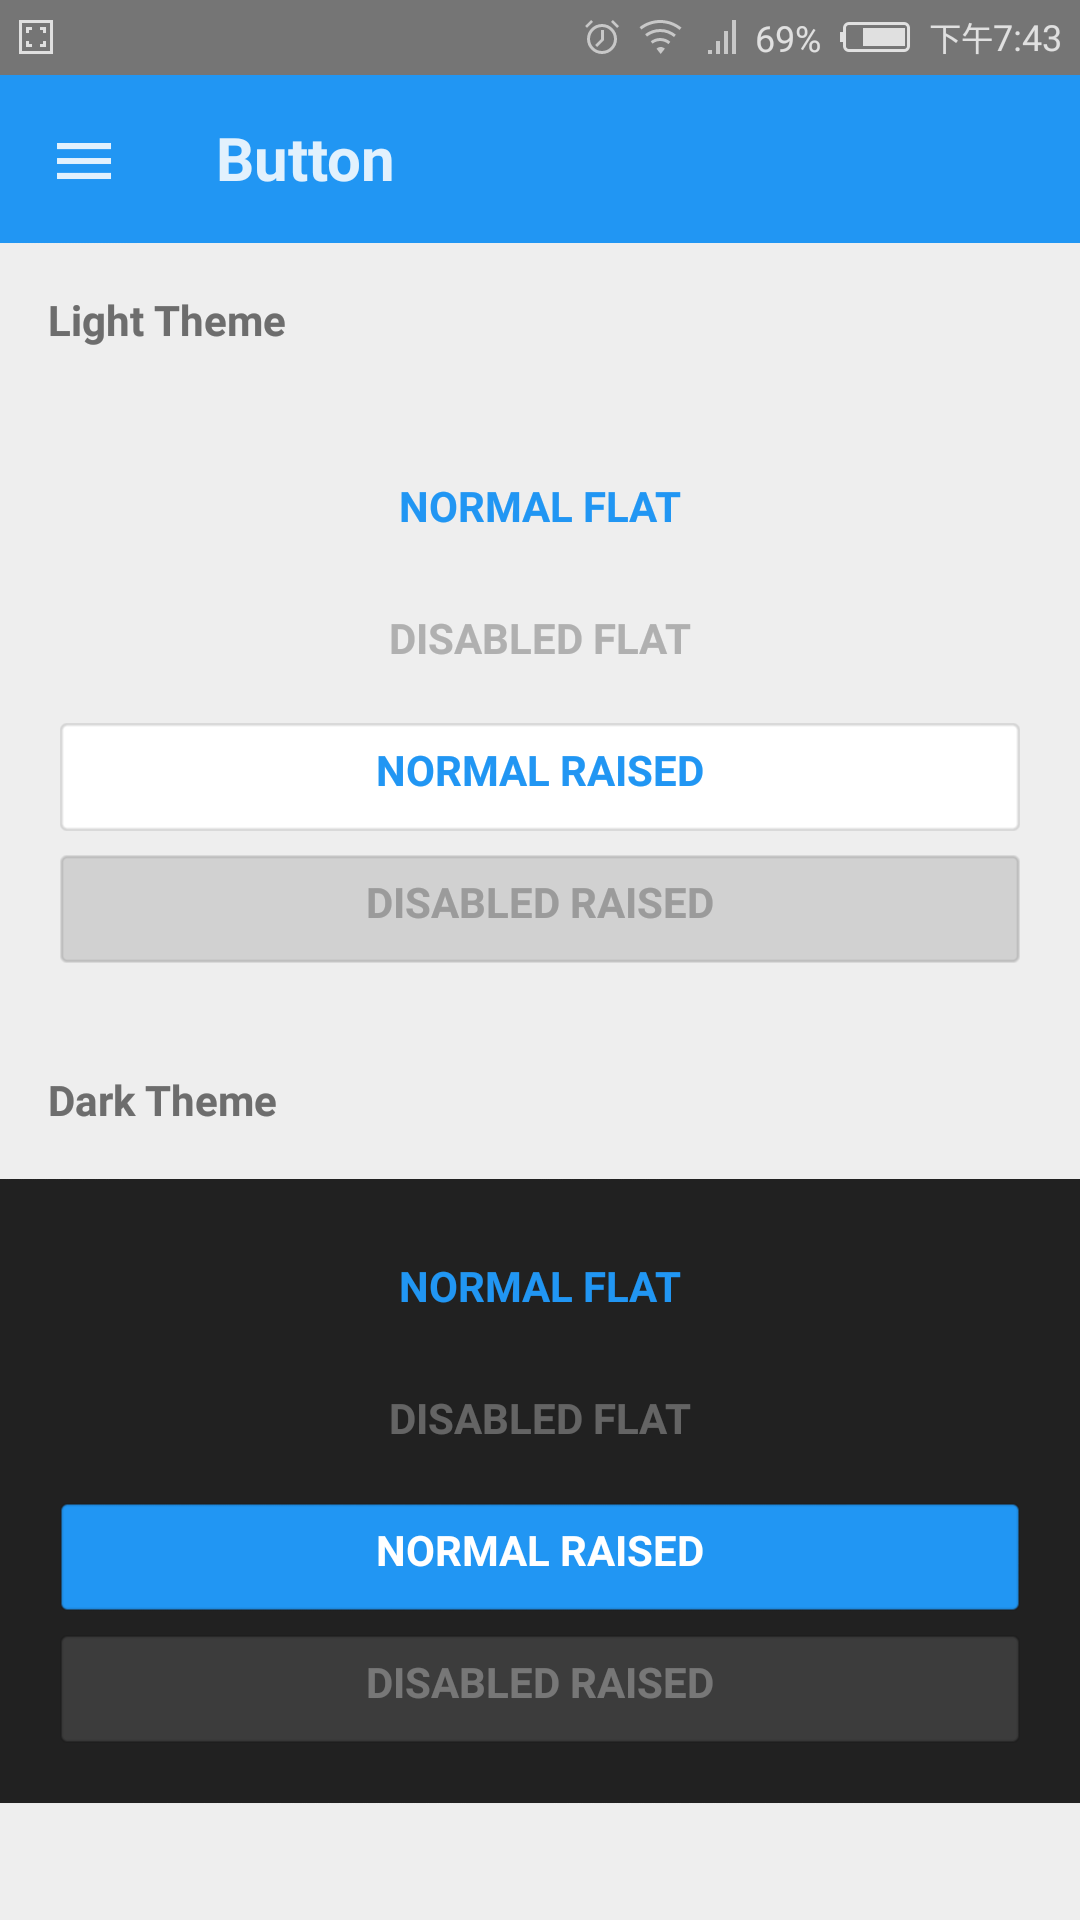 69% 下午7:43
Button
Light Theme
NORMAL FLAT
DISABLED FLAT
NORMAL RAISED
DISABLED RAISED
Dark Theme
NORMAL FLAT
DISABLED FLAT
NORMAL RAISED
DISABLED RAISED